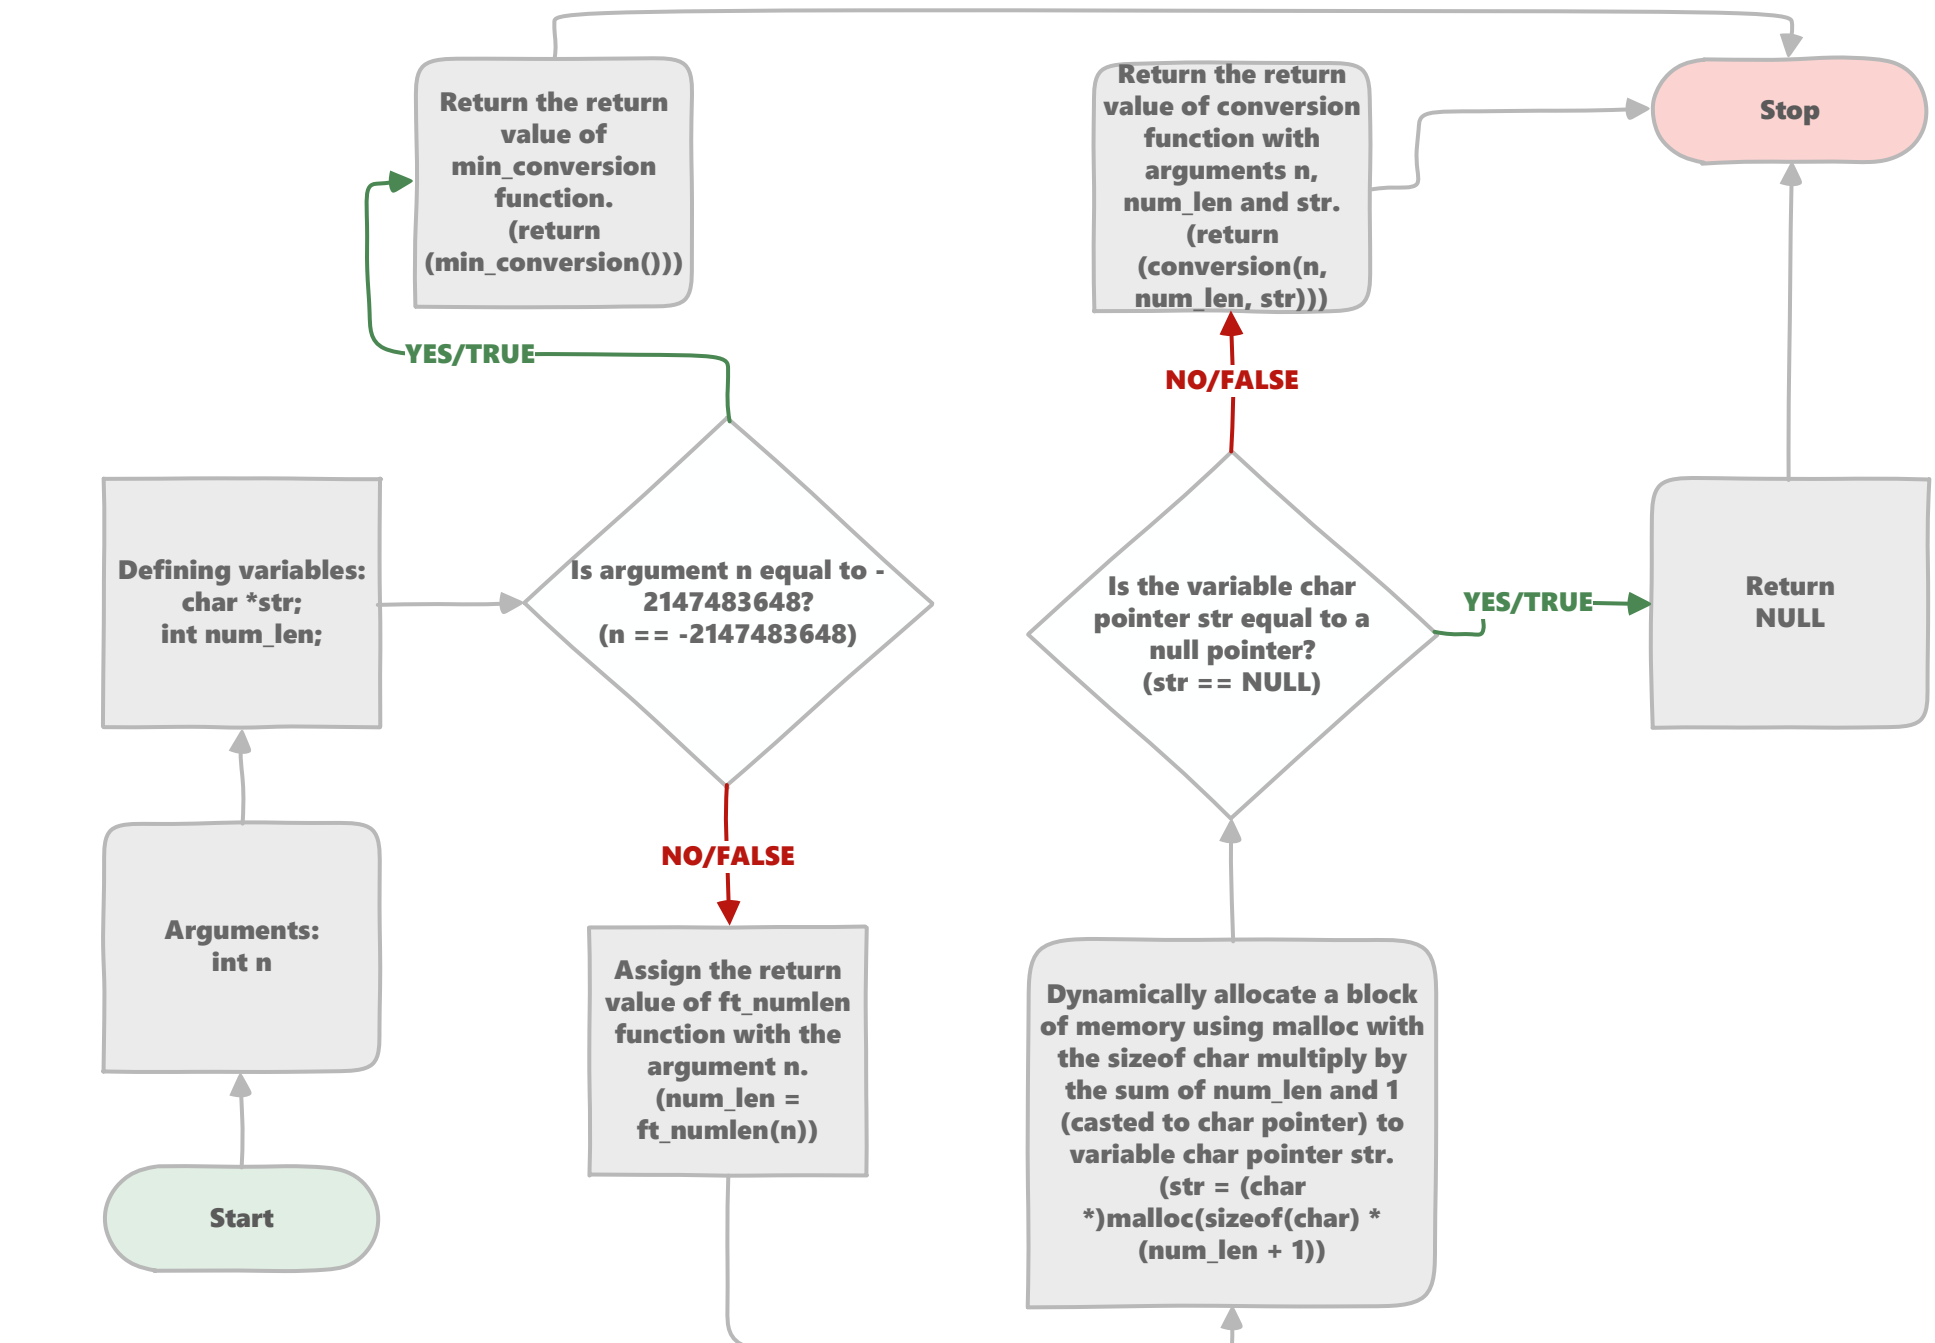 Start
Arguments:
int n
Defining variables:
char *str;
int num_len;
Is argument n equal to -
2147483648?
(n == -2147483648)
YES/TRUE
Return the return
value of
min_conversion
function.
(return
(min_conversion()))
NO/FALSE
Assign the return
value of ft_numlen
function with the
argument n.
(num_len =
ft_numlen(n))
Dynamically allocate a block
of memory using malloc with
the sizeof char multiply by
the sum of num_len and 1
(casted to char pointer) to
variable char pointer str.
(str = (char
*)malloc(sizeof(char) *
(num_len + 1))
Is the variable char
pointer str equal to a
null pointer?
(str == NULL)
NO/FALSE
Return the return
value of conversion
function with
arguments n,
num_len and str.
(return
(conversion(n,
num_len, str)))
YES/TRUE
Return
NULL
Stop